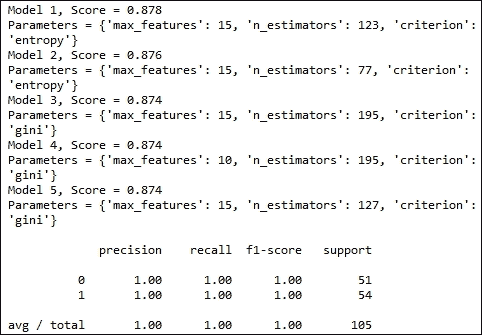 Model 1, Score = 0.878
Parameters = {'max_features': 15, 'n_estimators': 123, 'criterion':
'entropy'}
Model 2, Score = 0.876
Parameters = {'max_features': 15, 'n_estimators': 77, 'criterion':
'entropy'}
Model 3, Score = 0.874
Parameters = {'max_features': 15, 'n_estimators': 195, 'criterion':
'gini'}
Model 4, Score = 0.874
Parameters = {'max_features': 10, 'n_estimators': 195, 'criterion':
'gini'}
Model 5, Score = 0.874
Parameters = {'max_features': 15, 'n_estimators': 127, 'criterion':
'gini'}
precision recall f1-score support
0 1.00 1.00 1.00 51
1 1.00 1.00 1.00 54
avg / total 1.00 1.00 1.00 105